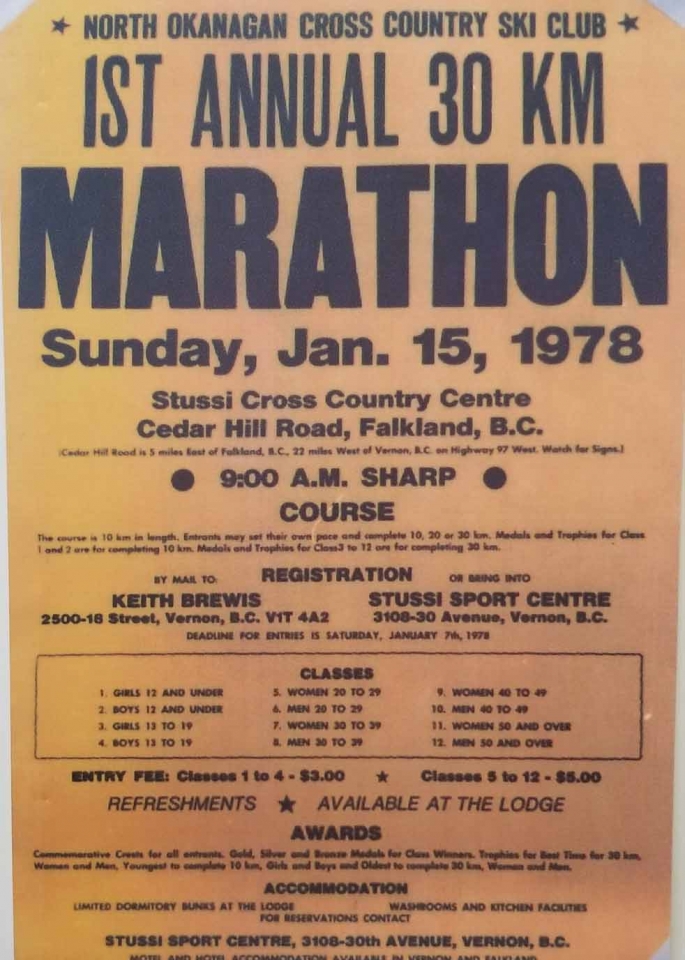 ★ NORTH OKANAGAN CROSS COUNTRY SKI CLUB ★
1ST ANNUAL 30 KM
MARATHON
Sunday, Jan. 15, 1978
Stussi Cross Country Centre
Cedar Hill Road, Falkland, B.C.
(Cedar Hill Road is 5 miles East of Falkland, B.C., 22 miles West of Vernon, B.C. on Highway 97 West. Watch for Signs.)
● 9:00 A.M. SHARP ●
COURSE
The course is 10 km in length. Entrants may set their own pace and complete 10, 20 or 30 km. Medals and Trophies for Class
1 and 2 are for completing 10 km. Medals and Trophies for Class3 to 12 are for completing 30 km.
BY MAIL TO: REGISTRATION OR BRING INTO
KEITH BREWIS STUSSI SPORT CENTRE
2500-16 Street, Vernon, B.C. V1T 4A2 3108-30 Avenue, Vernon, B.C.
DEADLINE FOR ENTRIES IS SATURDAY, JANUARY 7th, 1978
CLASSES
1. GIRLS 12 AND UNDER 5. WOMEN 20 TO 29 9. WOMEN 40 TO 49
2. BOYS 12 AND UNDER 6. MEN 20 TO 29 10. MEN 40 TO 49
3. GIRLS 13 TO 19 7. WOMEN 30 TO 39 11. WOMEN 50 AND OVER
4. BOYS 13 TO 19 8. MEN 30 TO 39 12. MEN 50 AND OVER
ENTRY FEE: Classes 1 to 4 - $3.00 ★ Classes 5 to 12 - $5.00
REFRESHMENTS ★ AVAILABLE AT THE LODGE
AWARDS
Commemorative Crests for all entrants. Gold, Silver and Bronze Medals for Class Winners. Trophies for Best Time for 30 km,
Women and Men, Youngest to complete 10 km, Girls and Boys and Oldest to complete 30 km, Women and Men.
ACCOMMODATION
LIMITED DORMITORY BUNKS AT THE LODGE WASHROOMS AND KITCHEN FACILITIES
FOR RESERVATIONS CONTACT
STUSSI SPORT CENTRE, 3108-30th AVENUE, VERNON, B.C.
MOTEL AND HOTEL ACCOMMODATION AVAILABLE IN VERNON AND FALKLAND